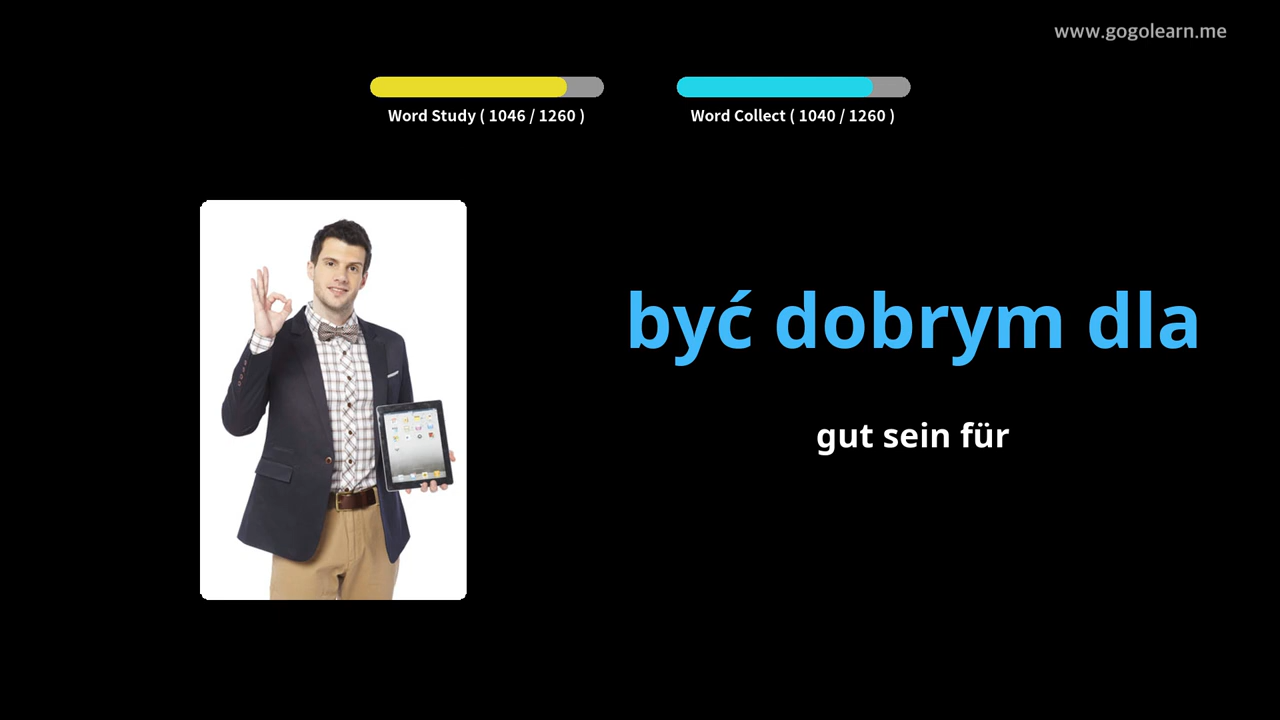 www.gogolearn.me
Word Study ( 1046 / 1260 )
Word Collect ( 1040 / 1260 )
być dobrym dla
gut sein für